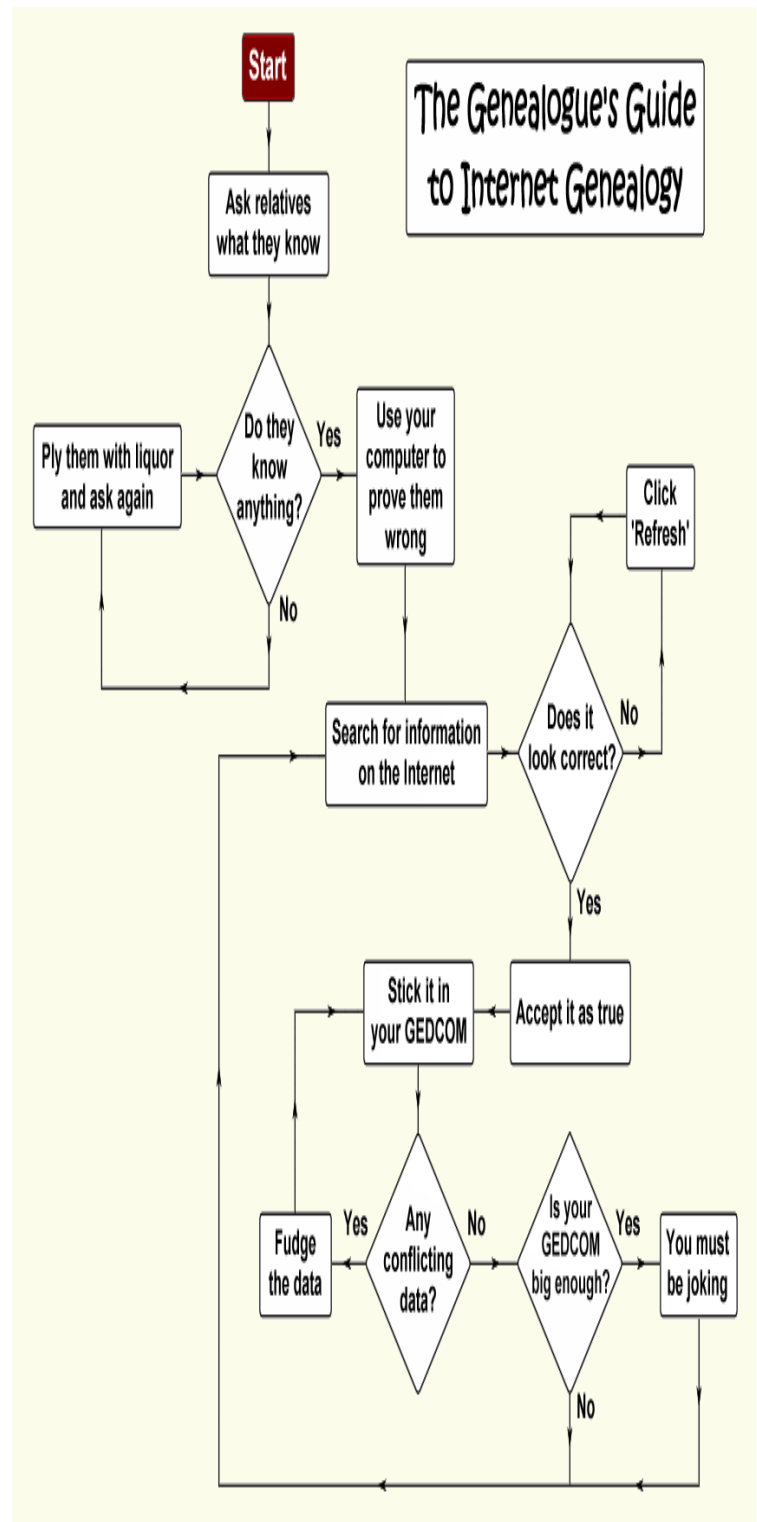 Start
The Genealogue's Guide
to Internet Genealogy
Ask relatives
what they know
Do they
know
anything?
Yes
No
Ply them with liquor
and ask again
Use your
computer to
prove them
wrong
Click
'Refresh'
Search for information
on the Internet
Does it
look correct?
No
Yes
Accept it as true
Stick it in
your GEDCOM
Any
conflicting
data?
Yes
Fudge
the data
No
Is your
GEDCOM
big enough?
Yes
You must
be joking
No